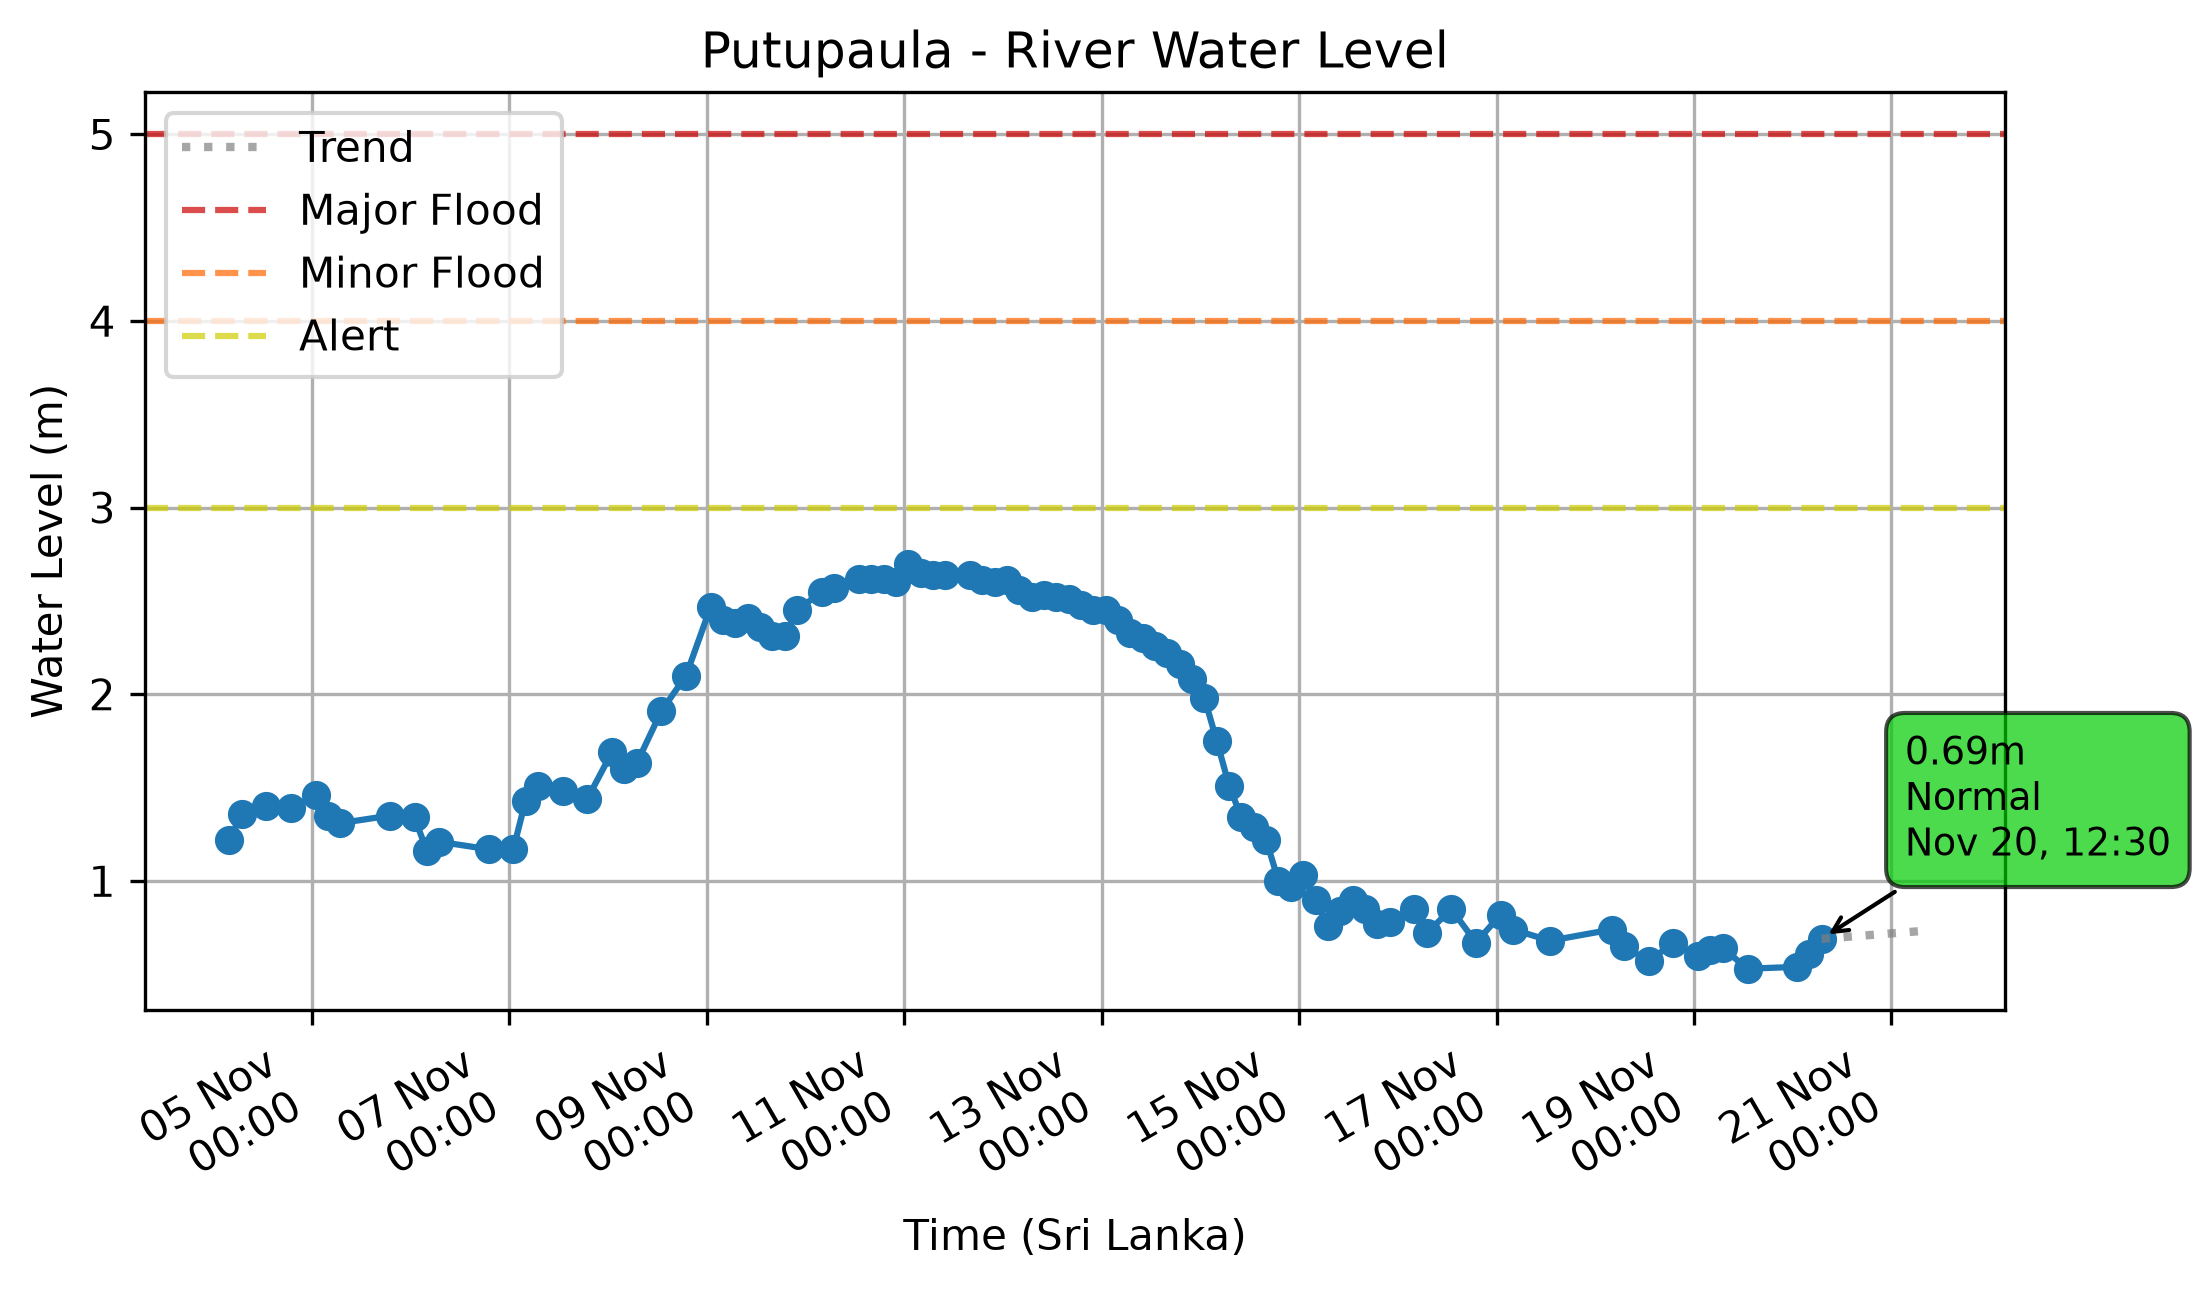 Putupaula - River Water Level
Trend
Major Flood
Minor Flood
Alert
5
4
3
2
1
Water Level (m)
0.69m
Normal
Nov 20, 12:30
05 Nov
00:00
07 Nov
00:00
09 Nov
00:00
11 Nov
00:00
13 Nov
00:00
15 Nov
00:00
17 Nov
00:00
19 Nov
00:00
21 Nov
00:00
Time (Sri Lanka)